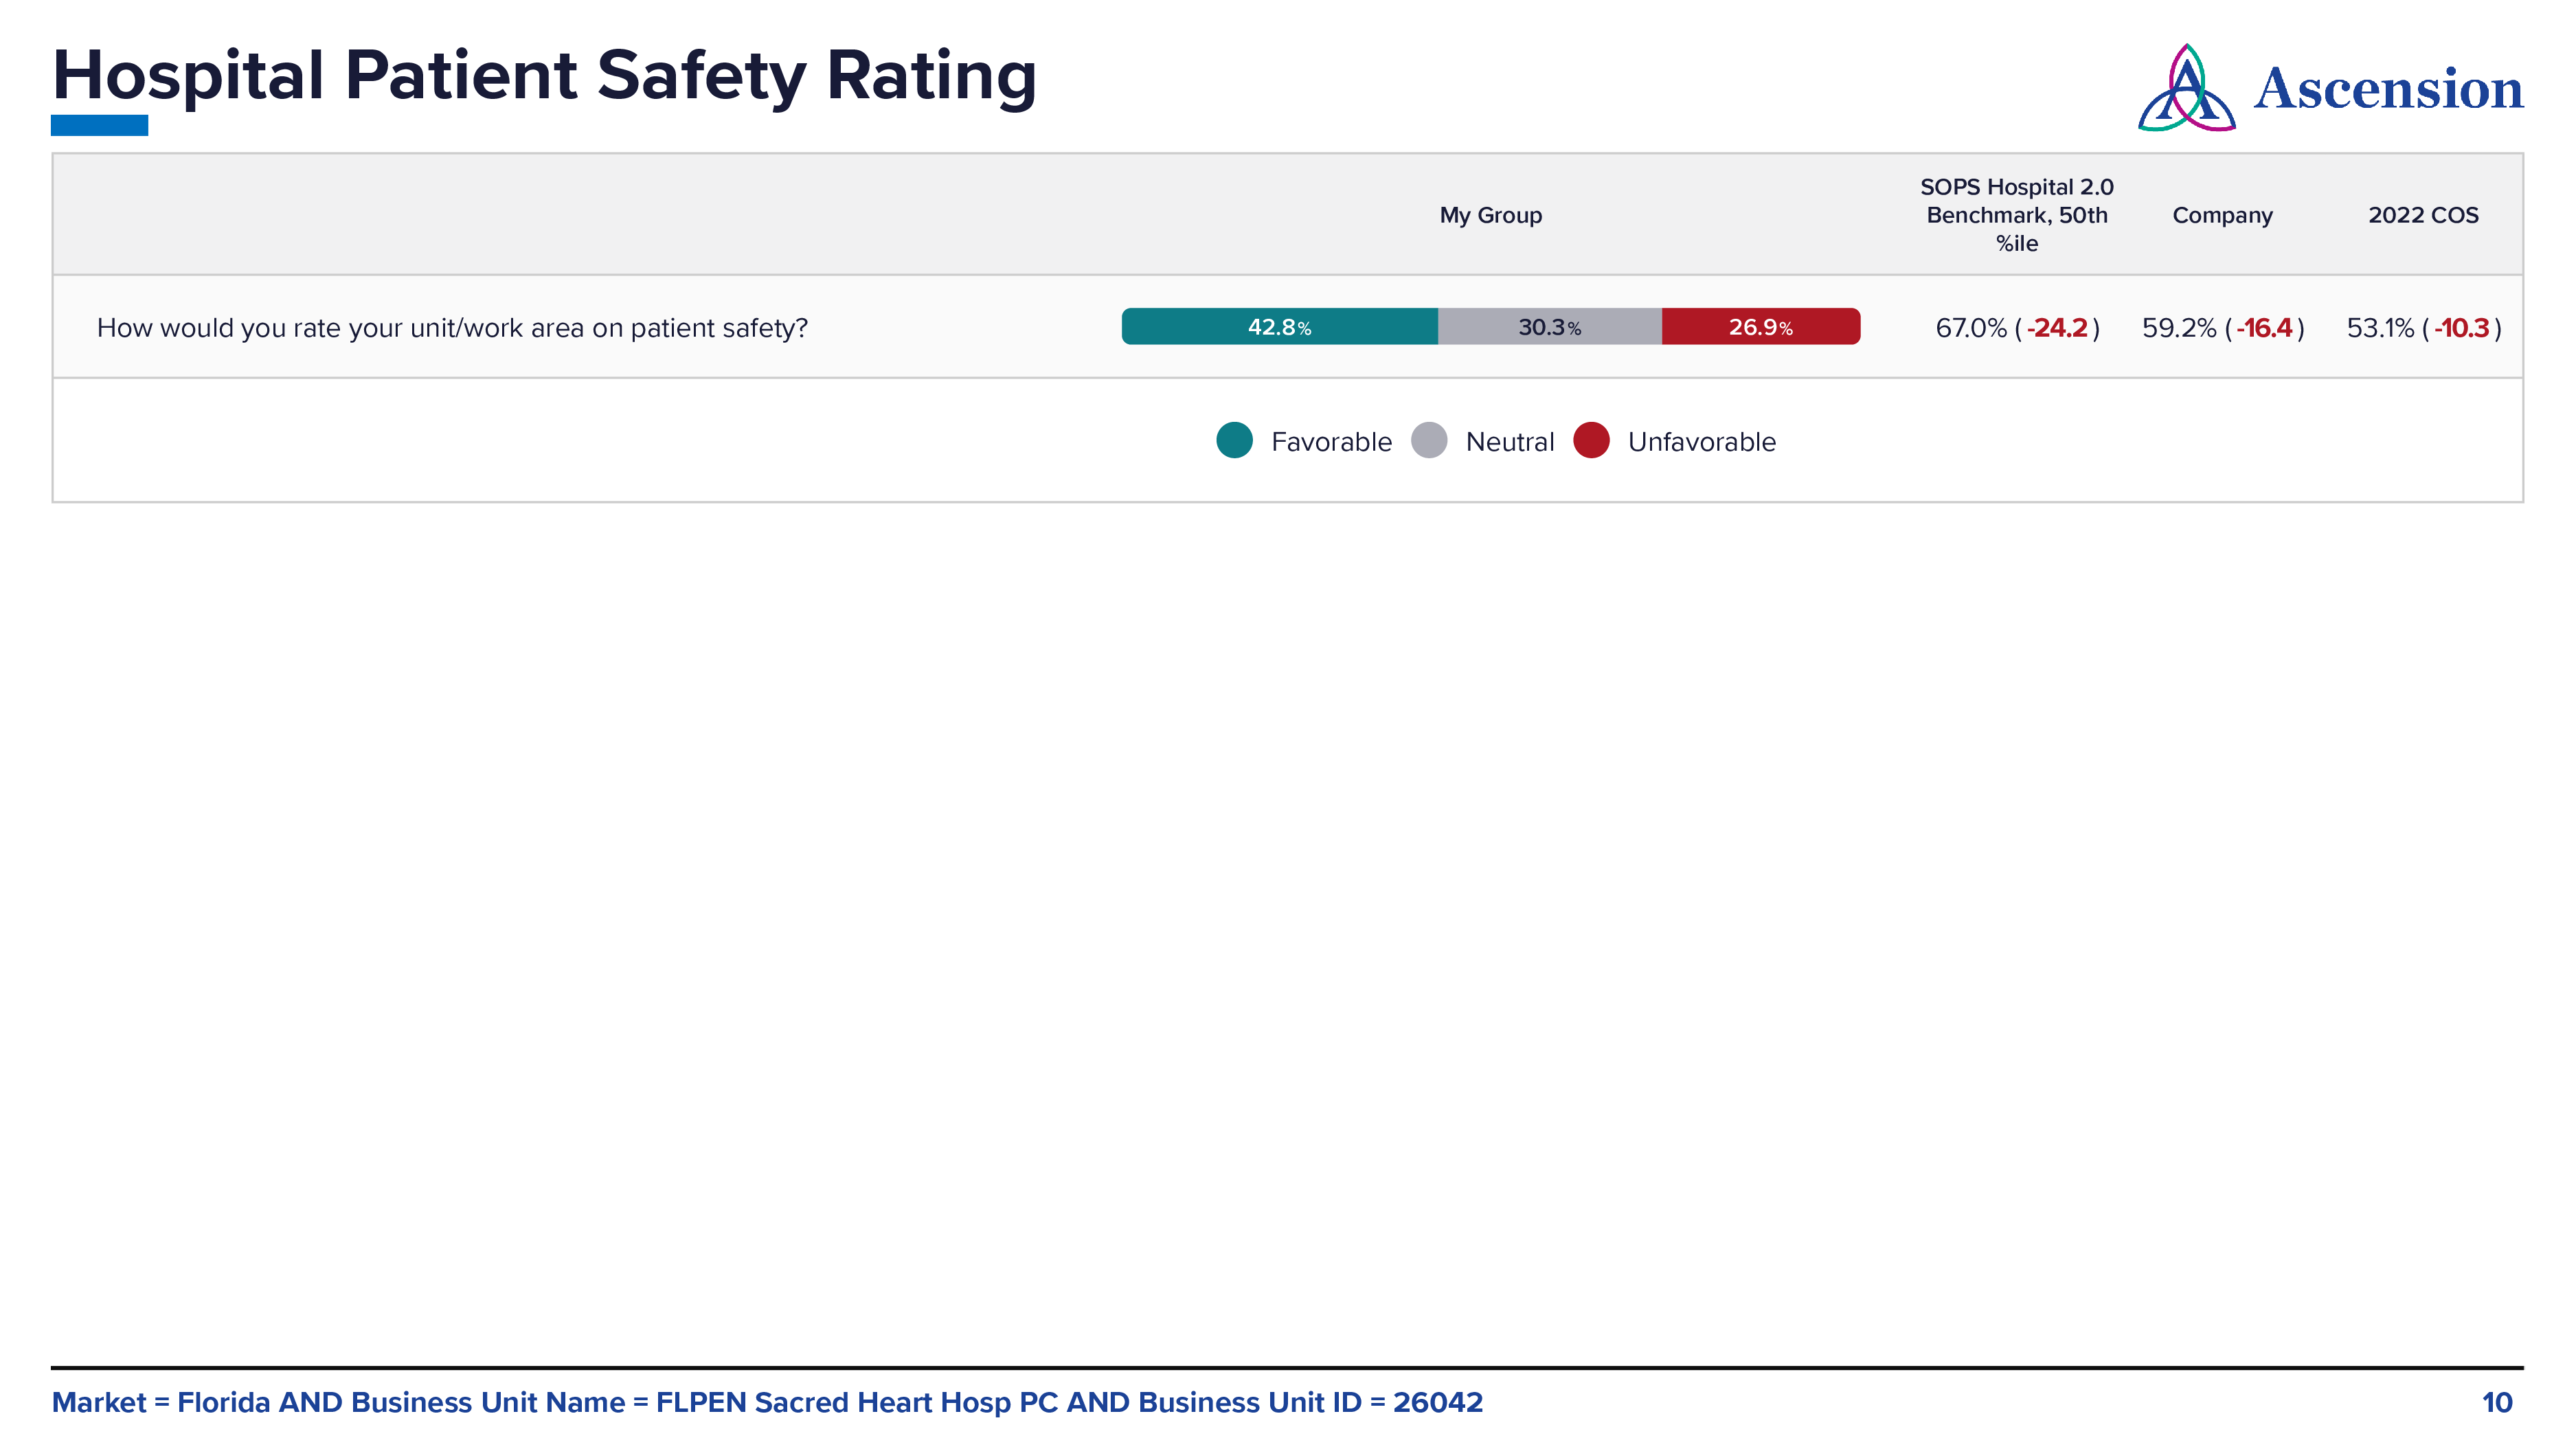 Hospital Patient Safety Rating
Ascension
My Group
SOPS Hospital 2.0
Benchmark, 50th
%ile
Company
2022 COS
How would you rate your unit/work area on patient safety?
42.8%
30.3%
26.9%
67.0% ( -24.2 )
59.2% ( -16.4 )
53.1% ( -10.3 )
Favorable
Neutral
Unfavorable
Market = Florida AND Business Unit Name = FLPEN Sacred Heart Hosp PC AND Business Unit ID = 26042
10